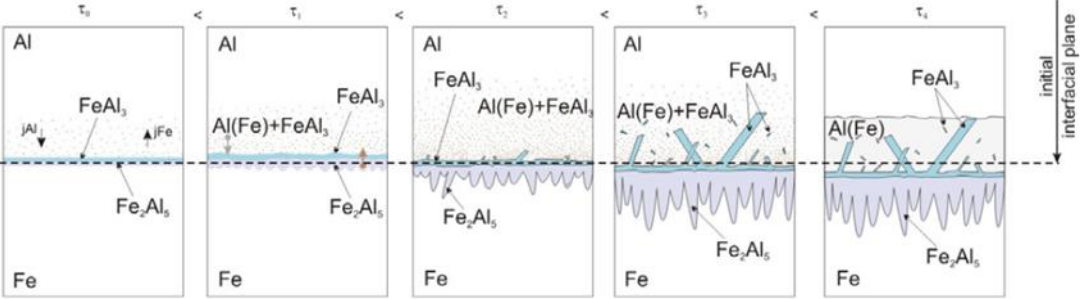 τ₀ < τ₁ < τ₂ < τ₃ < τ₄
Al
FeAl₃
jAl
jFe
Fe₂Al₅
Fe
Al
FeAl₃
Al(Fe)+FeAl₃
Fe₂Al₅
Fe
Al
FeAl₃
Al(Fe)+FeAl₃
Fe₂Al₅
Fe
Al
FeAl₃
Al(Fe)+FeAl₃
Fe₂Al₅
Fe
FeAl₃
Al(Fe)
Fe₂Al₅
Fe
initial
interfacial plane